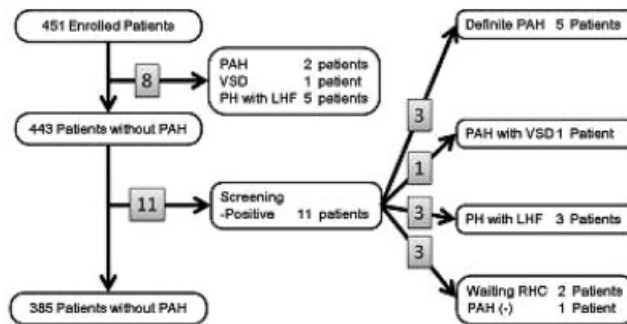 451 Enrolled Patients
8
PAH 2 patients
VSD 1 patient
PH with LHF 5 patients
443 Patients without PAH
11
Screening
-Positive 11 patients
385 Patients without PAH
3
Definite PAH 5 Patients
1
PAH with VSD 1 Patient
3
PH with LHF 3 Patients
3
Waiting RHC 2 Patients
PAH (-) 1 Patient